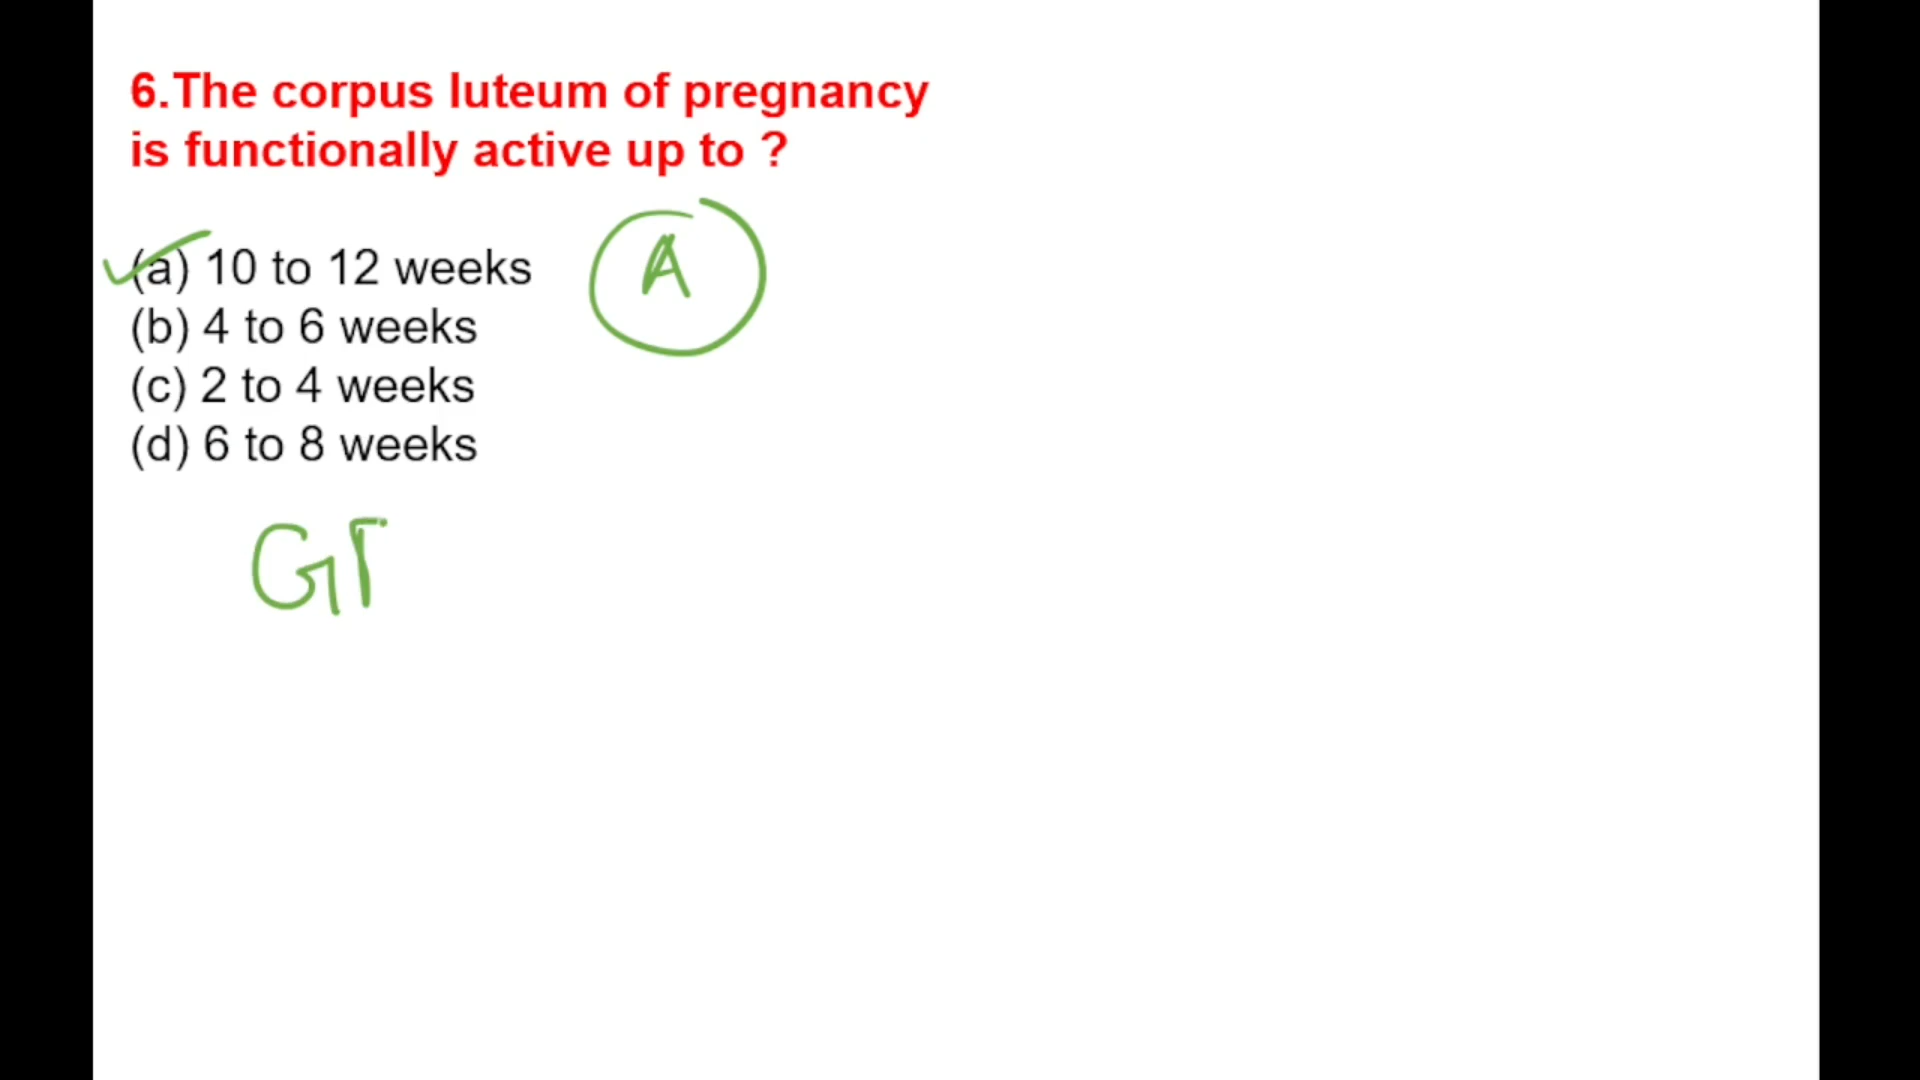 6.The corpus luteum of pregnancy
is functionally active up to ?
(a) 10 to 12 weeks
A
(b) 4 to 6 weeks
(c) 2 to 4 weeks
(d) 6 to 8 weeks